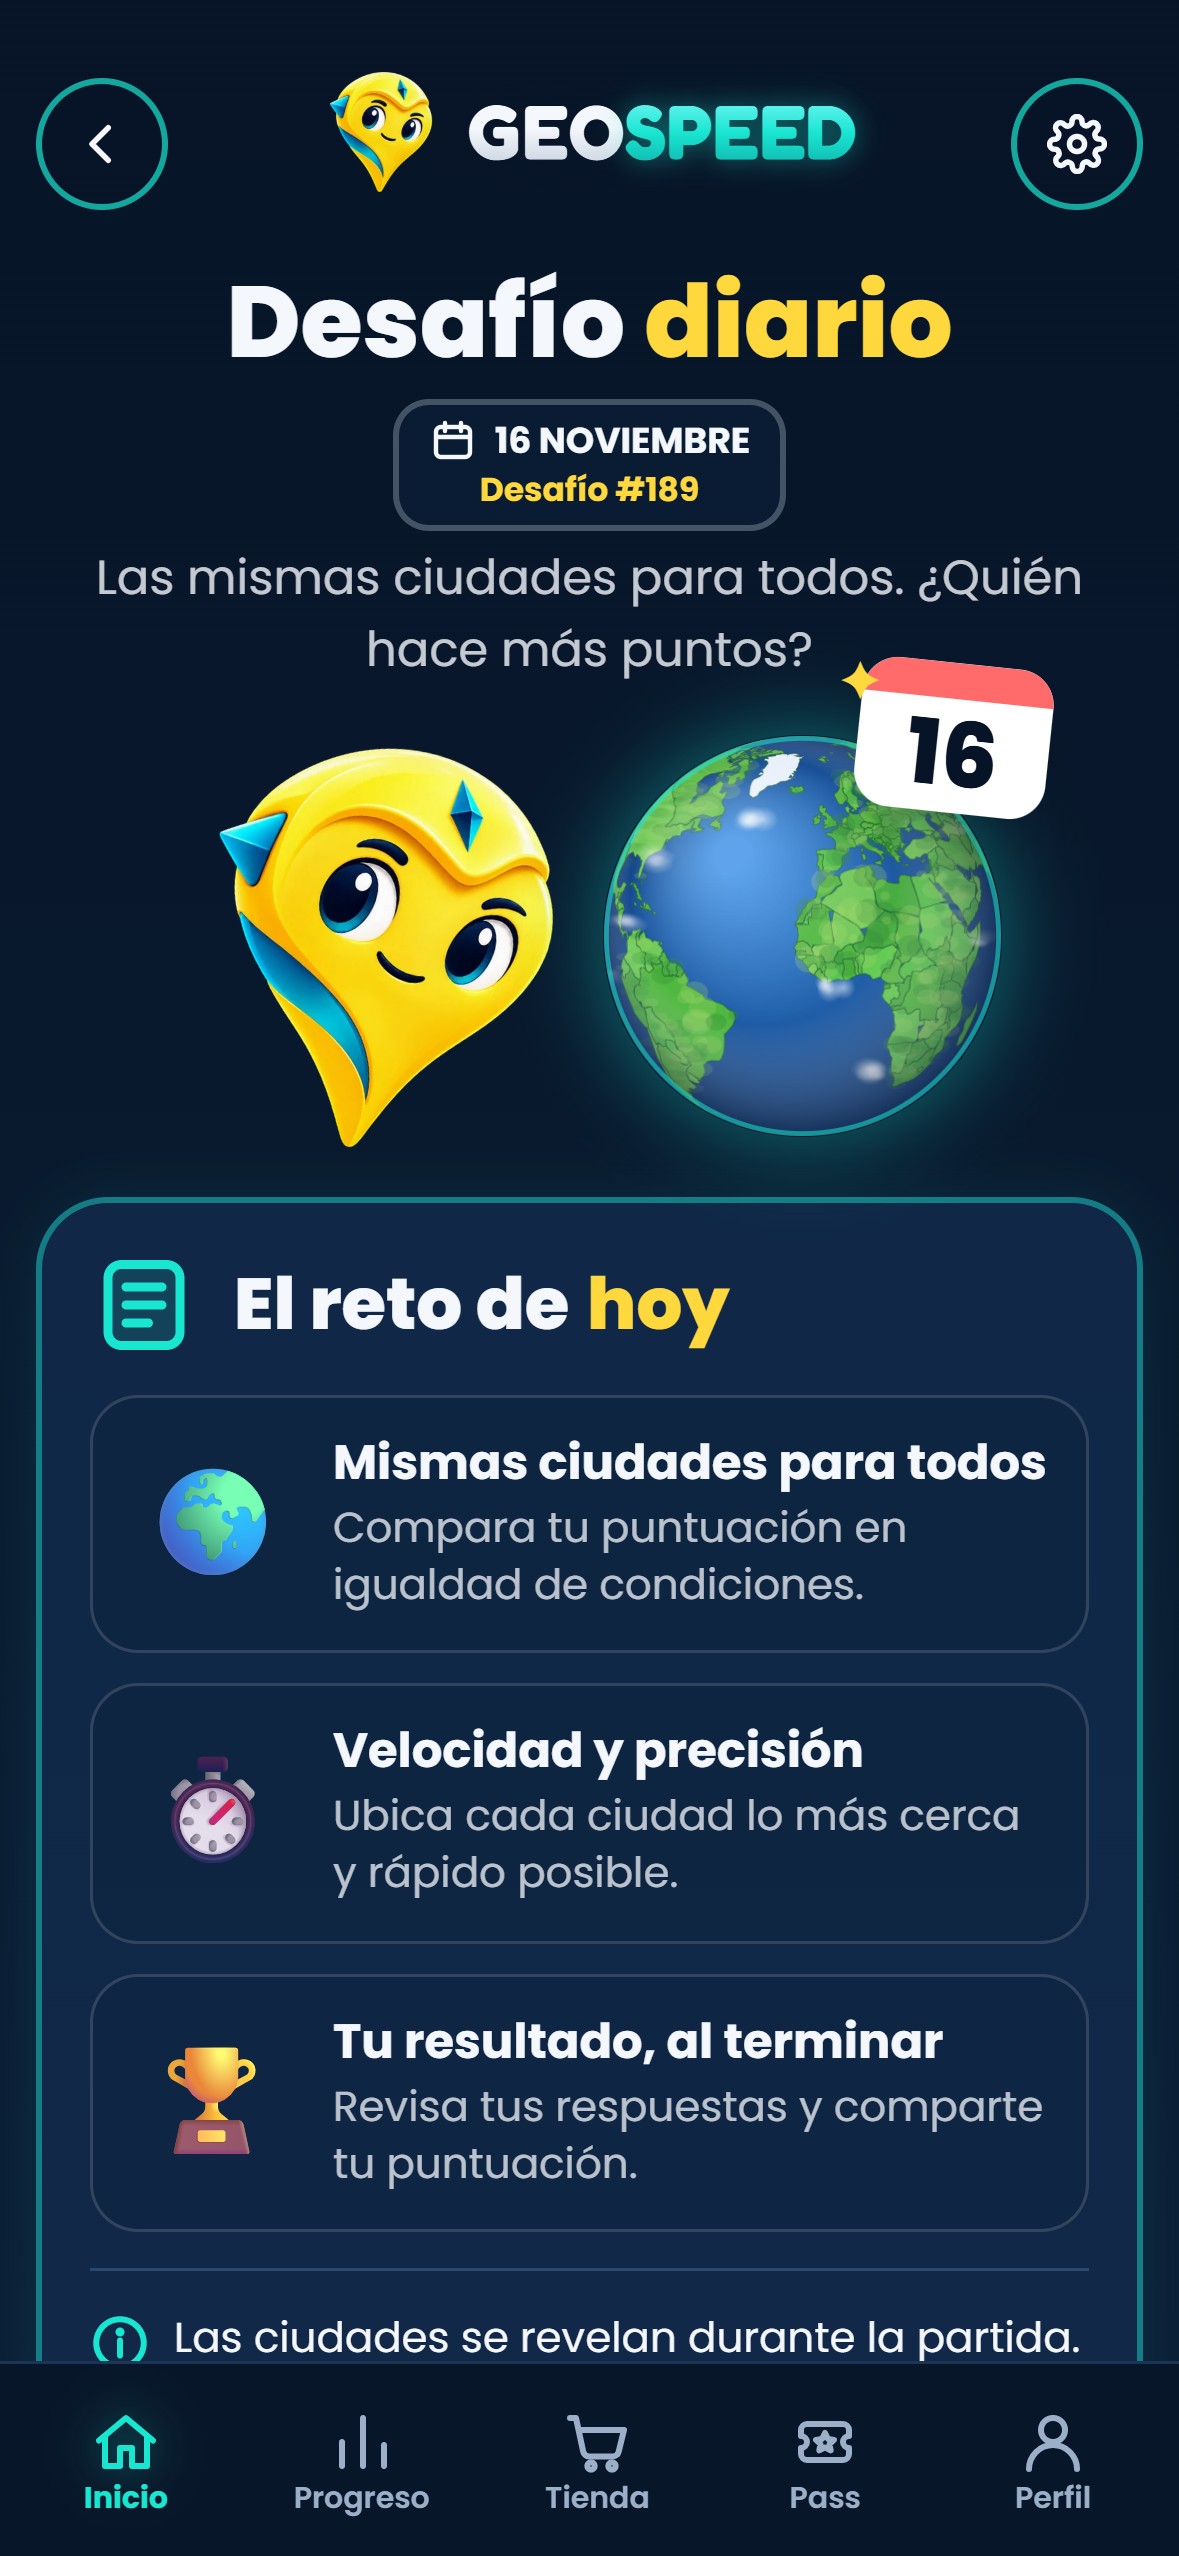 GEOSPEED
Desafío diario
16 NOVIEMBRE
Desafío #189
Las mismas ciudades para todos. ¿Quién
hace más puntos?
16
El reto de hoy
Mismas ciudades para todos
Compara tu puntuación en
igualdad de condiciones.
Velocidad y precisión
Ubica cada ciudad lo más cerca
y rápido posible.
Tu resultado, al terminar
Revisa tus respuestas y comparte
tu puntuación.
Las ciudades se revelan durante la partida.
Inicio
Progreso
Tienda
Pass
Perfil